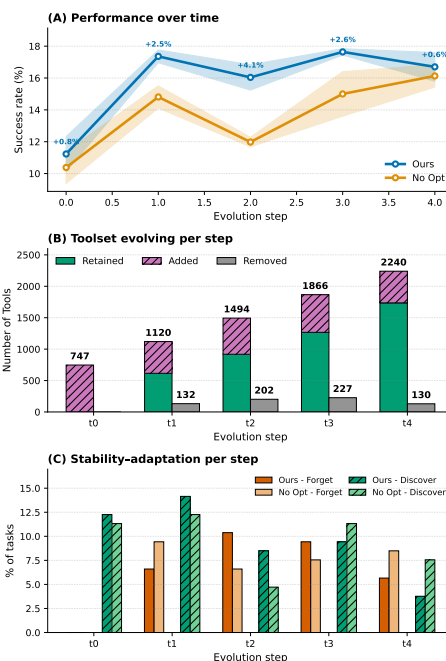 (A) Performance over time
+0.8%
+2.5%
+4.1%
+2.6%
+0.6%
Success rate (%)
18
16
14
12
10
Ours
No Opt
0.0 0.5 1.0 1.5 2.0 2.5 3.0 3.5 4.0
Evolution step
(B) Toolset evolving per step
Retained Added Removed
Number of Tools
2500
2000
1500
1000
500
0
747
1120
132
1494
202
1866
227
2240
130
t0 t1 t2 t3 t4
Evolution step
(C) Stability–adaptation per step
Ours - Forget Ours - Discover
No Opt - Forget No Opt - Discover
% of tasks
15.0
12.5
10.0
7.5
5.0
2.5
0.0
t0 t1 t2 t3 t4
Evolution step